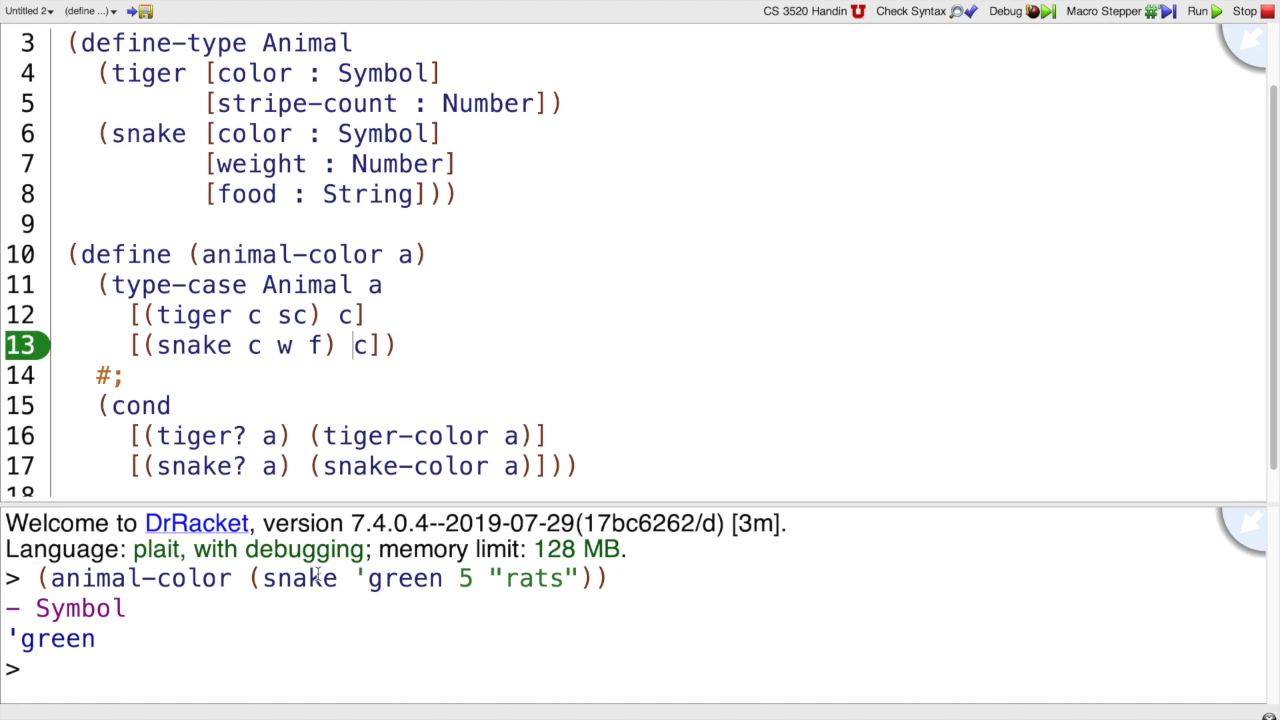 Untitled 2▾ (define ...)▾ CS 3520 Handin Check Syntax Debug Macro Stepper Run Stop
3 (define-type Animal
4 (tiger [color : Symbol]
5 [stripe-count : Number])
6 (snake [color : Symbol]
7 [weight : Number]
8 [food : String]))
9
10 (define (animal-color a)
11 (type-case Animal a
12 [(tiger c sc) c]
13 [(snake c w f) c])
14 #;
15 (cond
16 [(tiger? a) (tiger-color a)]
17 [(snake? a) (snake-color a)]))
18
Welcome to DrRacket, version 7.4.0.4--2019-07-29(17bc6262/d) [3m].
Language: plait, with debugging; memory limit: 128 MB.
> (animal-color (snake 'green 5 "rats"))
- Symbol
'green
>